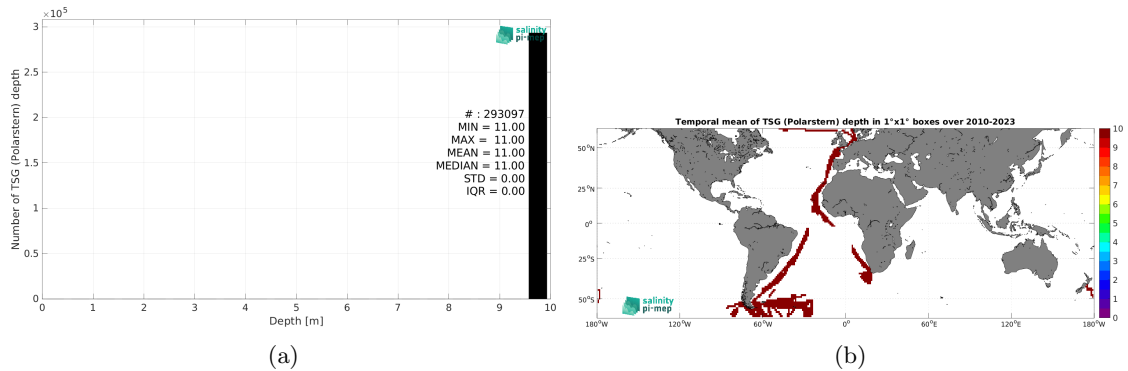 ×10⁵
3
2.5
2
1.5
1
0.5
0
Number of TSG (Polarstern) depth
salinity
pi-mep
# : 293097
MIN = 11.00
MAX = 11.00
MEAN = 11.00
MEDIAN = 11.00
STD = 0.00
IQR = 0.00
0 1 2 3 4 5 6 7 8 9 10
Depth [m]
(a)
Temporal mean of TSG (Polarstern) depth in 1°x1° boxes over 2010-2023
50°N
25°N
0°
25°S
50°S
salinity
pi-mep
180°W 120°W 60°W 0° 60°E 120°E 180°W
10
9
8
7
6
5
4
3
2
1
0
(b)